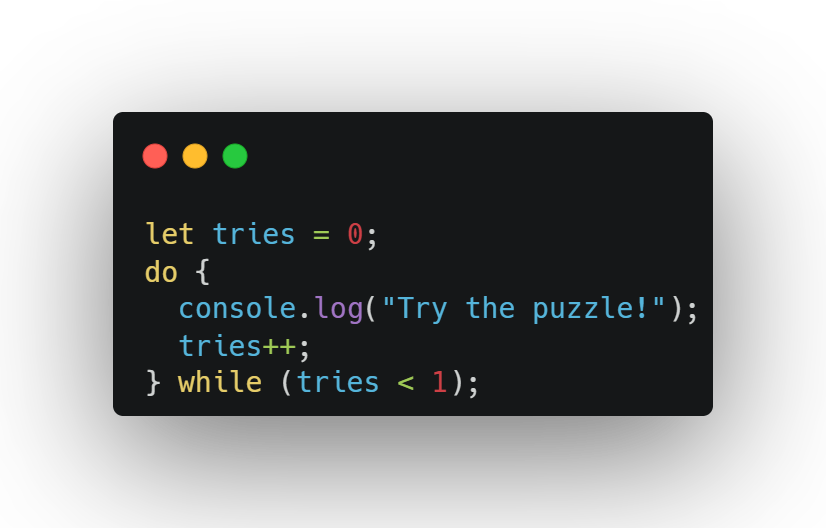 let tries = 0;
do {
  console.log("Try the puzzle!");
  tries++;
} while (tries < 1);